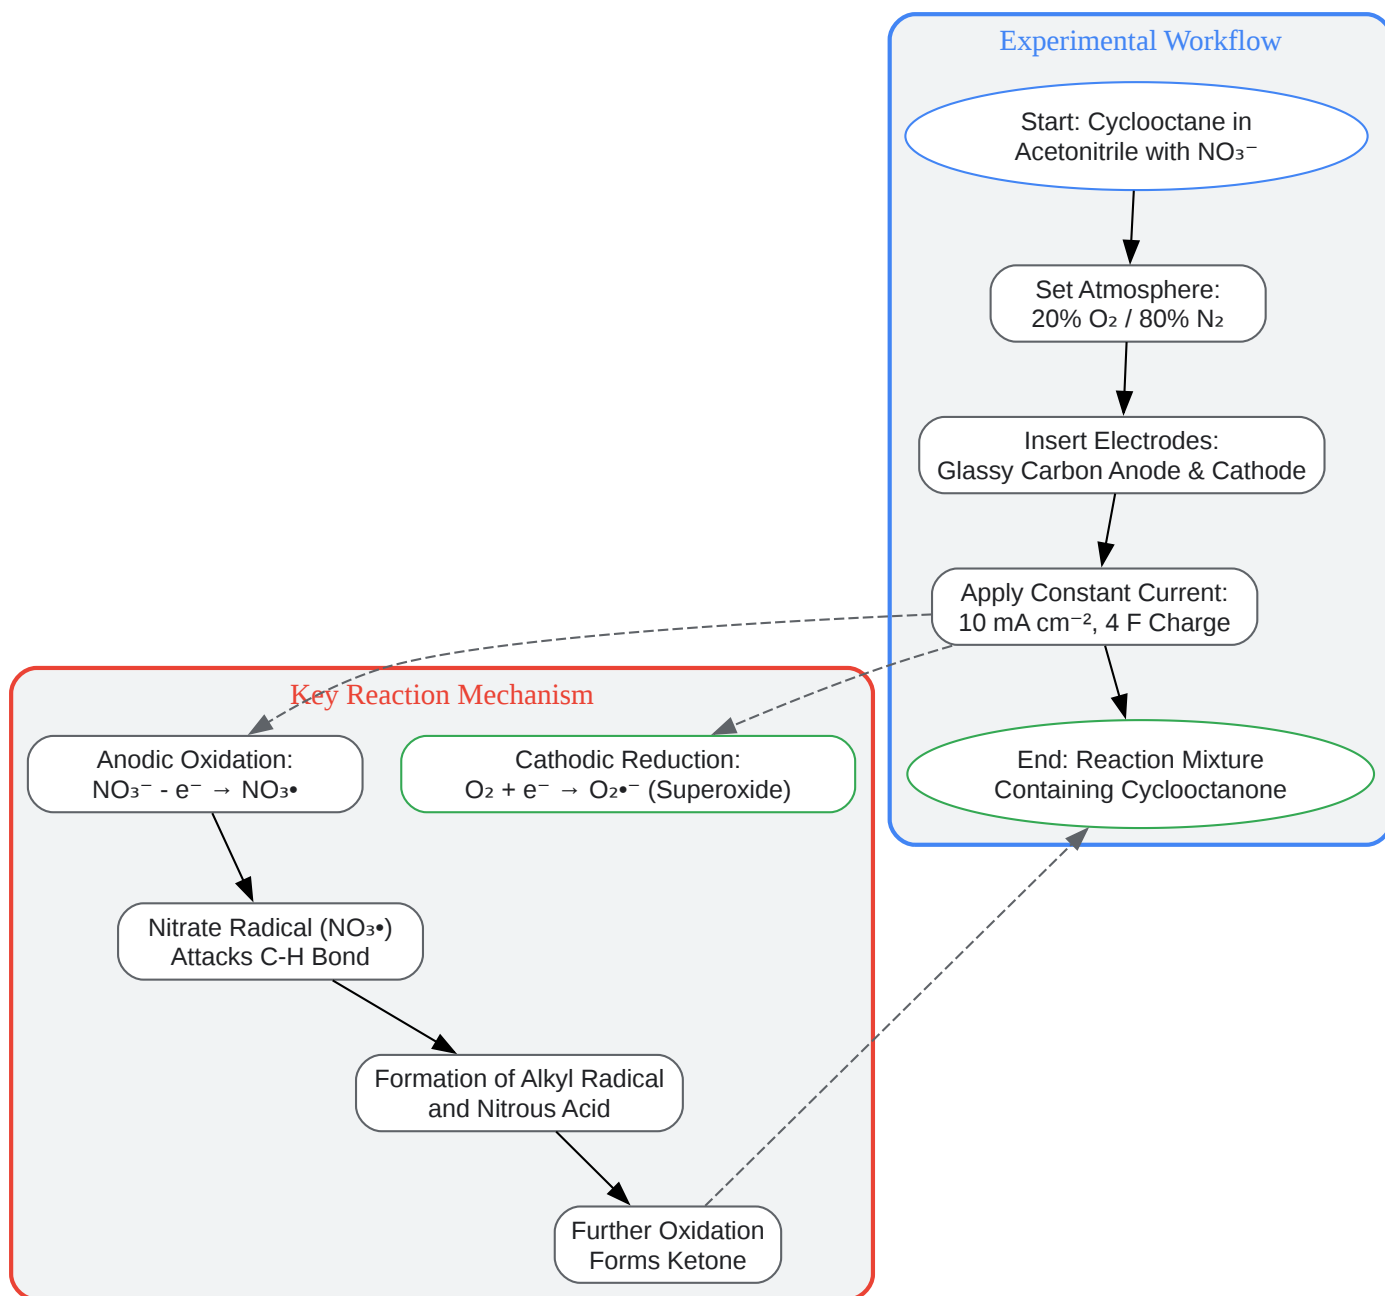 Experimental Workflow
Start: Cyclooctane in
Acetonitrile with NO₃⁻
Set Atmosphere:
20% O₂ / 80% N₂
Insert Electrodes:
Glassy Carbon Anode & Cathode
Apply Constant Current:
10 mA cm⁻², 4 F Charge
End: Reaction Mixture
Containing Cyclooctanone
Key Reaction Mechanism
Anodic Oxidation:
NO₃⁻ - e⁻ → NO₃•
Cathodic Reduction:
O₂ + e⁻ → O₂•⁻ (Superoxide)
Nitrate Radical (NO₃•)
Attacks C-H Bond
Formation of Alkyl Radical
and Nitrous Acid
Further Oxidation
Forms Ketone